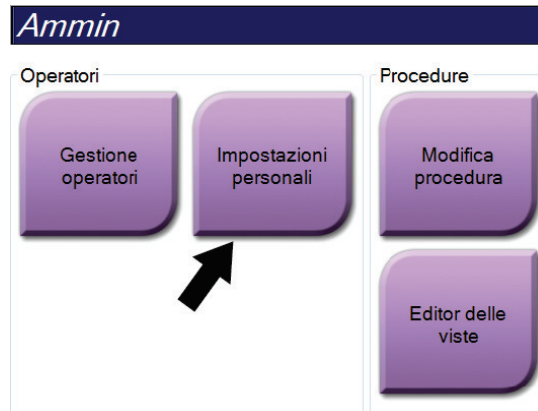 Ammin
Operatori
Procedure
Gestione
operatori
Impostazioni
personali
Modifica
procedura
Editor delle
viste